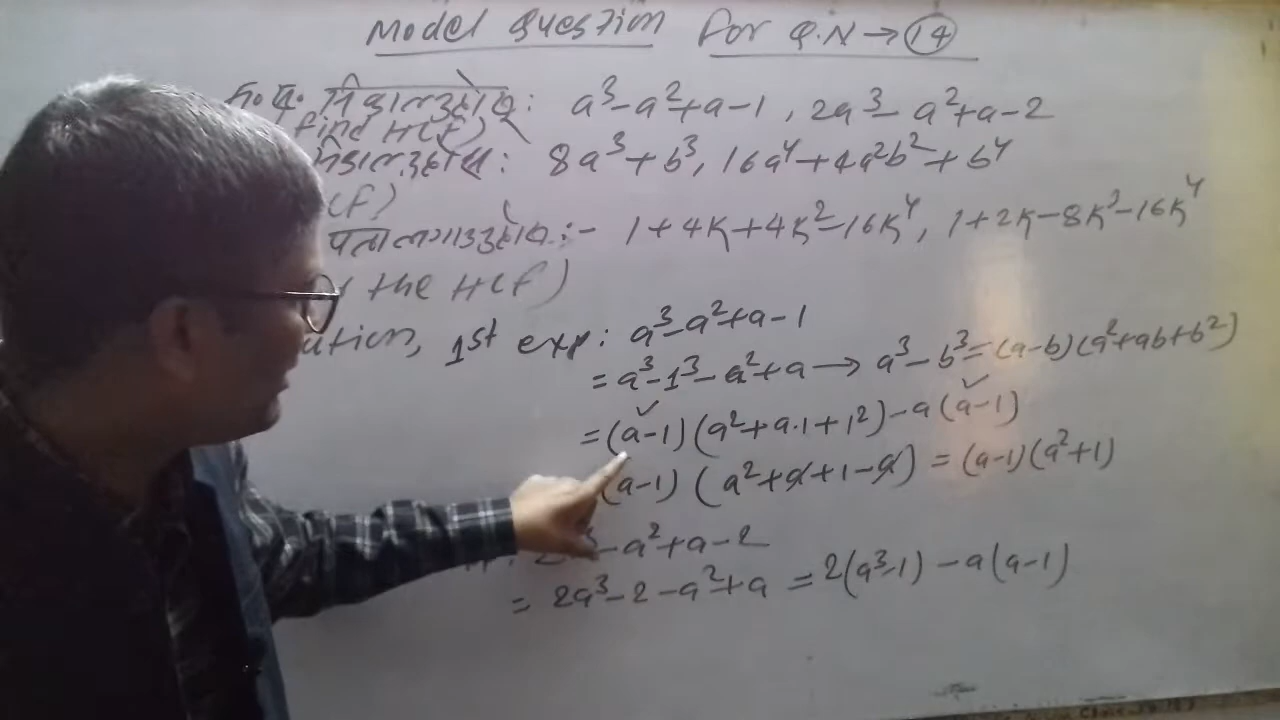 Model Question For Q.N → 14
म.स. निकाल्नुहोस्: a³-a²+a-1, 2a³-a²+a-2
find HCF)
निकाल्नुहोस्: 8a³+b³, 16a⁴+4a²b²+b⁴
CF)
पत्ता लगाउनुहोस्:- 1+4k+4k²-16k⁴, 1+2k-8k³-16k⁴
the HCF)
ution, 1st exp: a³-a²+a-1
= a³-1³-a²+a → a³-b³=(a-b)(a²+ab+b²)
=(a-1)(a²+a.1+1²)-a(a-1)
(a-1) (a²+a+1-a) = (a-1)(a²+1)
-a²+a-2
= 2a³-2-a²+a = 2(a³-1)-a(a-1)